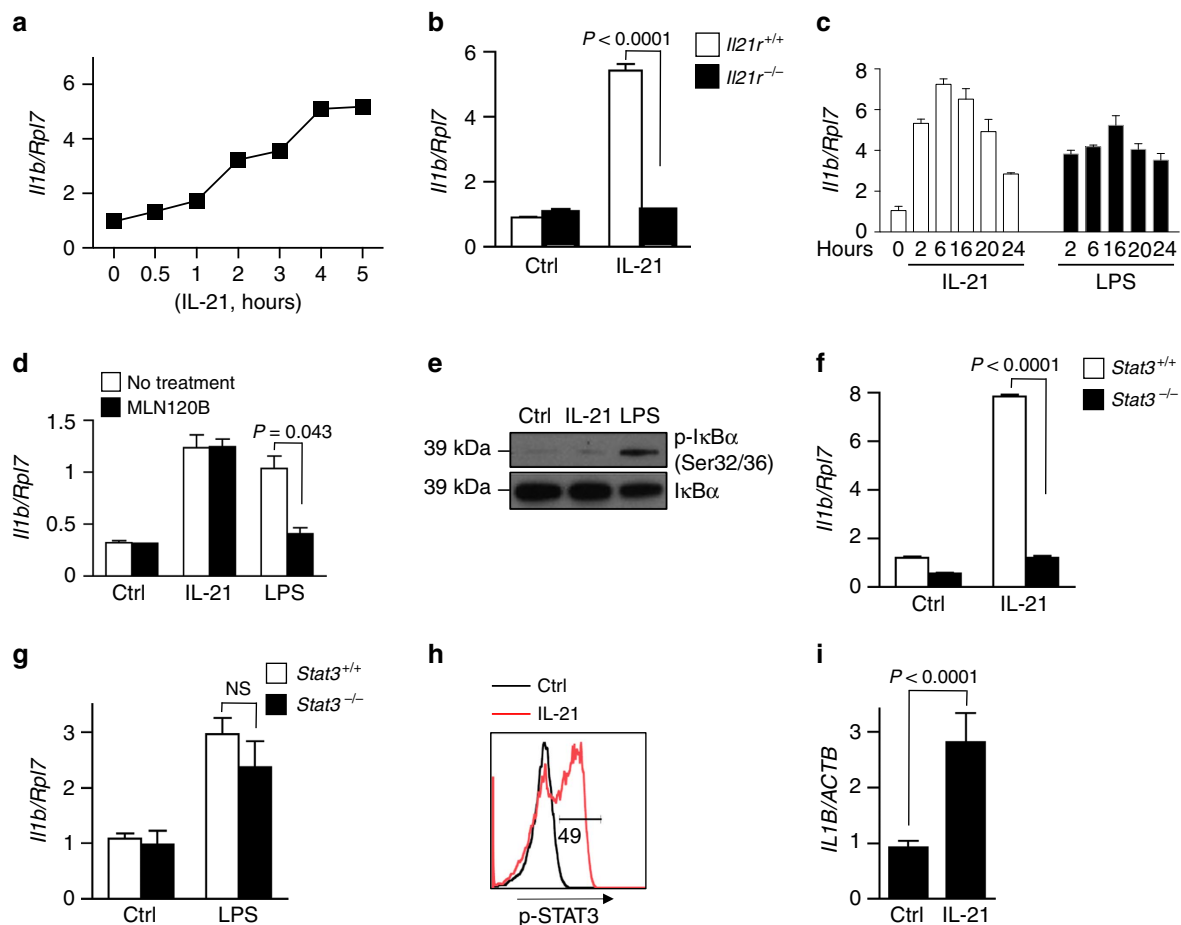 a
Il1b/Rpl7
6
4
2
0
0 0.5 1 2 3 4 5
(IL-21, hours)
b
P < 0.0001
Il21r+/+
Il21r−/−
Il1b/Rpl7
6
4
2
0
Ctrl IL-21
c
Il1b/Rpl7
8
6
4
2
0
Hours 0 2 6 16 20 24 2 6 16 20 24
IL-21 LPS
d
No treatment
MLN120B
P = 0.043
Il1b/Rpl7
1.5
1
0.5
0
Ctrl IL-21 LPS
e
Ctrl IL-21 LPS
39 kDa
p-IκBα
(Ser32/36)
39 kDa
IκBα
f
P < 0.0001
Stat3+/+
Stat3−/−
Il1b/Rpl7
8
6
4
2
0
Ctrl IL-21
g
Stat3+/+
Stat3−/−
NS
Il1b/Rpl7
3
2
1
0
Ctrl LPS
h
Ctrl
IL-21
49
p-STAT3
i
P < 0.0001
IL1B/ACTB
3
2
1
0
Ctrl IL-21